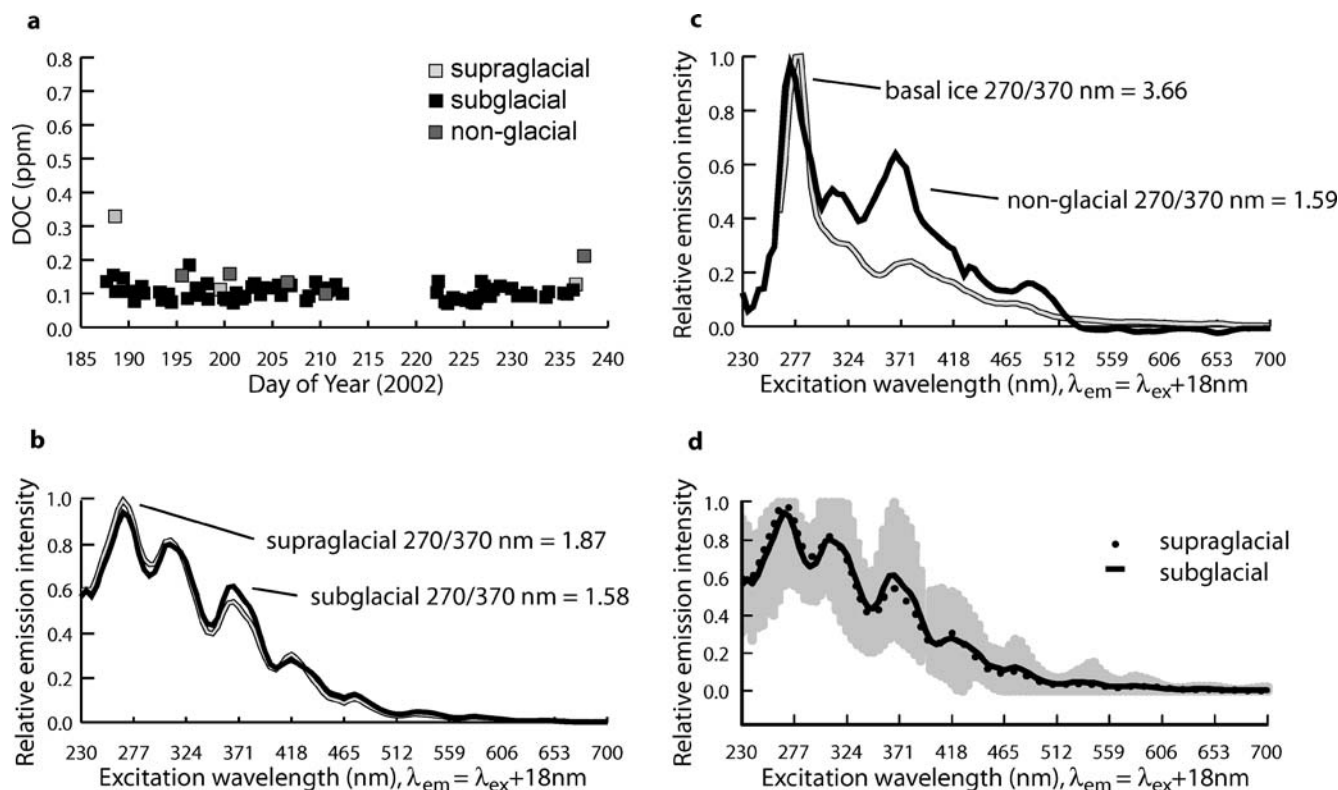 a
0.8
0.7
0.6
0.5
0.4
0.3
0.2
0.1
0.0
DOC (ppm)
supraglacial
subglacial
non-glacial
185 190 195 200 205 210 215 220 225 230 235 240
Day of Year (2002)
c
1.0
0.8
0.6
0.4
0.2
0.0
Relative emission intensity
basal ice 270/370 nm = 3.66
non-glacial 270/370 nm = 1.59
230 277 324 371 418 465 512 559 606 653 700
Excitation wavelength (nm), λem = λex+18nm
b
1.0
0.8
0.6
0.4
0.2
0.0
Relative emission intensity
supraglacial 270/370 nm = 1.87
subglacial 270/370 nm = 1.58
230 277 324 371 418 465 512 559 606 653 700
Excitation wavelength (nm), λem = λex+18nm
d
1.0
0.8
0.6
0.4
0.2
0.0
Relative emission intensity
supraglacial
subglacial
230 277 324 371 418 465 512 559 606 653 700
Excitation wavelength (nm), λem = λex+18nm